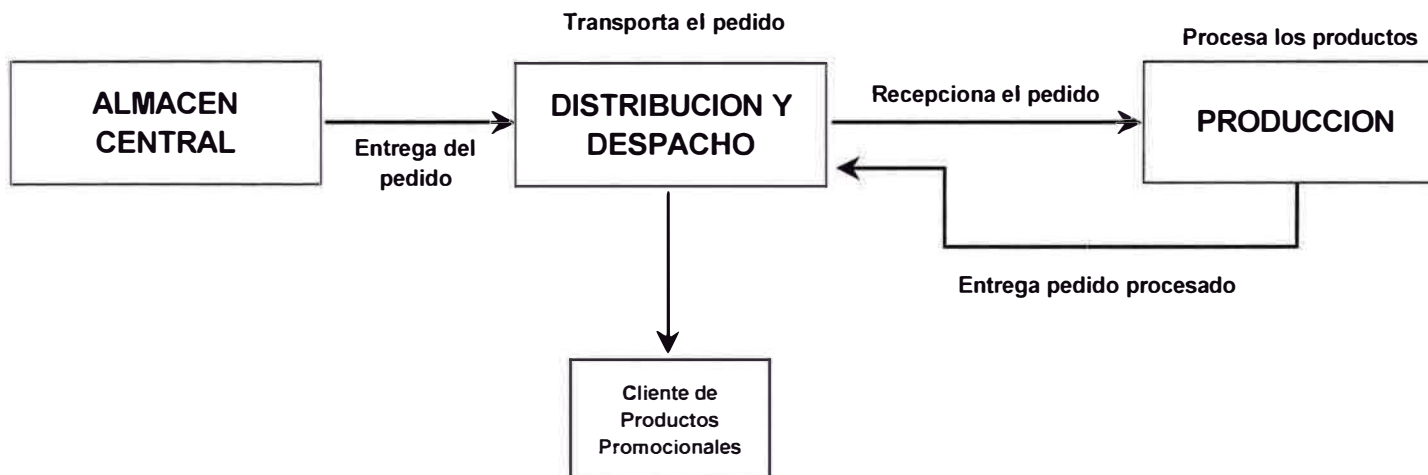 Transporta el pedido
Procesa los productos
ALMACEN
CENTRAL
Entrega del
pedido
DISTRIBUCION Y
DESPACHO
Recepciona el pedido
PRODUCCION
Entrega pedido procesado
Cliente de
Productos
Promocionales